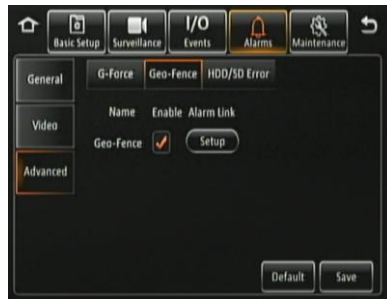 Basic Setup Surveillance I/O Events Alarms Maintenance
General G-Force Geo-Fence HDD/SD Error
Name Enable Alarm Link
Video
Geo-Fence Setup
Advanced
Default Save